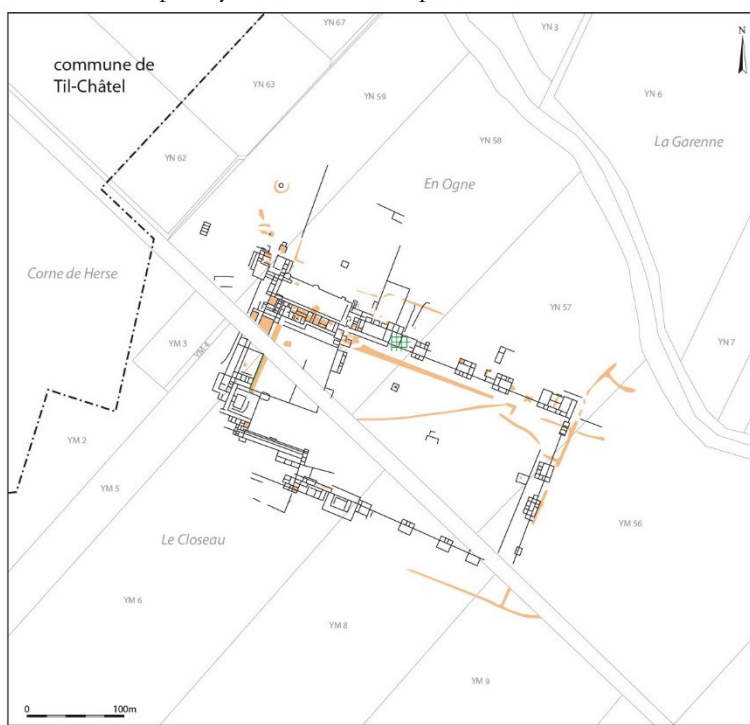 YN 67
YN 3
N
commune de
Til-Châtel
YN 63
YN 59
YN 6
La Garenne
YN 62
YN 58
En Ogne
Corne de Herse
YN 57
YM 3
YM 4
YN 7
YM 2
YM 5
YM 56
Le Closeau
YM 6
YM 8
YM 9
0
100m